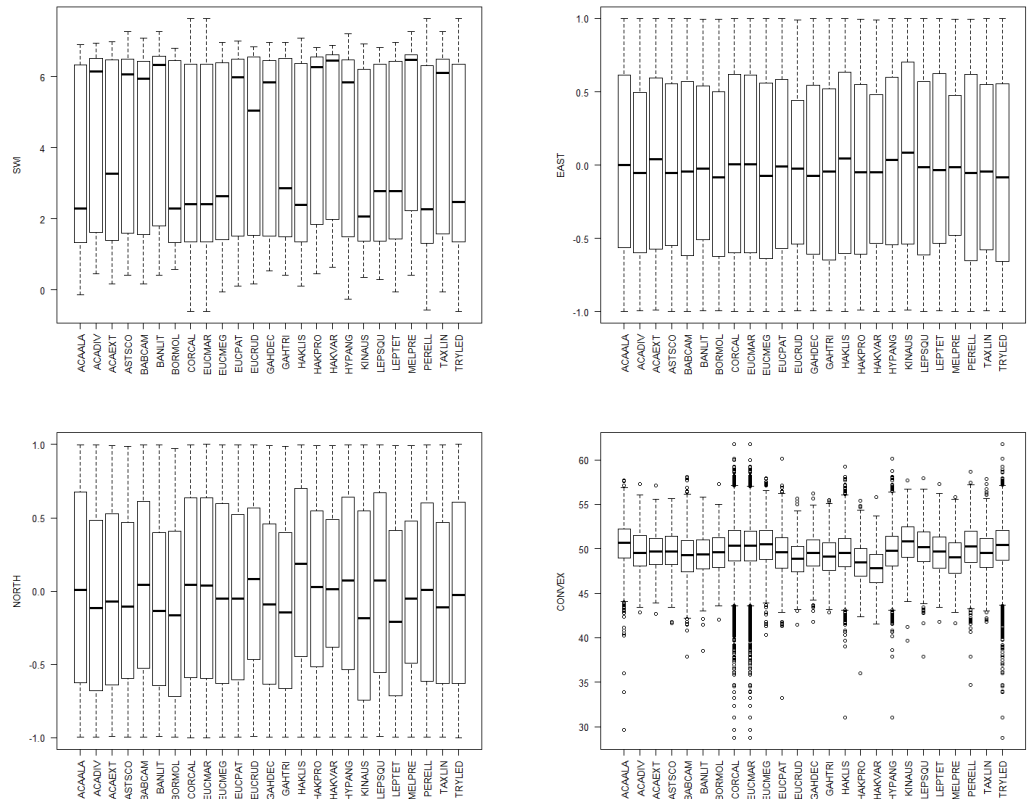 SWI
6
4
2
0
ACAALA
ACADIV
ACAEXT
ASTSCO
BABCAM
BANLIT
BORMOL
CORCAL
EUCMAR
EUCMEG
EUCPAT
EUCRUD
GAHDEC
GAHTRI
HAKLIS
HAKPRO
HAKVAR
HYPANG
KINAUS
LEPSQU
LEPTET
MELPRE
PERELL
TAXLIN
TRYLED
EAST
1.0
0.5
0.0
-0.5
-1.0
ACAALA
ACADIV
ACAEXT
ASTSCO
BABCAM
BANLIT
BORMOL
CORCAL
EUCMAR
EUCMEG
EUCPAT
EUCRUD
GAHDEC
GAHTRI
HAKLIS
HAKPRO
HAKVAR
HYPANG
KINAUS
LEPSQU
LEPTET
MELPRE
PERELL
TAXLIN
TRYLED
NORTH
1.0
0.5
0.0
-0.5
-1.0
ACAALA
ACADIV
ACAEXT
ASTSCO
BABCAM
BANLIT
BORMOL
CORCAL
EUCMAR
EUCMEG
EUCPAT
EUCRUD
GAHDEC
GAHTRI
HAKLIS
HAKPRO
HAKVAR
HYPANG
KINAUS
LEPSQU
LEPTET
MELPRE
PERELL
TAXLIN
TRYLED
CONVEX
60
55
50
45
40
35
30
ACAALA
ACADIV
ACAEXT
ASTSCO
BABCAM
BANLIT
BORMOL
CORCAL
EUCMAR
EUCMEG
EUCPAT
EUCRUD
GAHDEC
GAHTRI
HAKLIS
HAKPRO
HAKVAR
HYPANG
KINAUS
LEPSQU
LEPTET
MELPRE
PERELL
TAXLIN
TRYLED